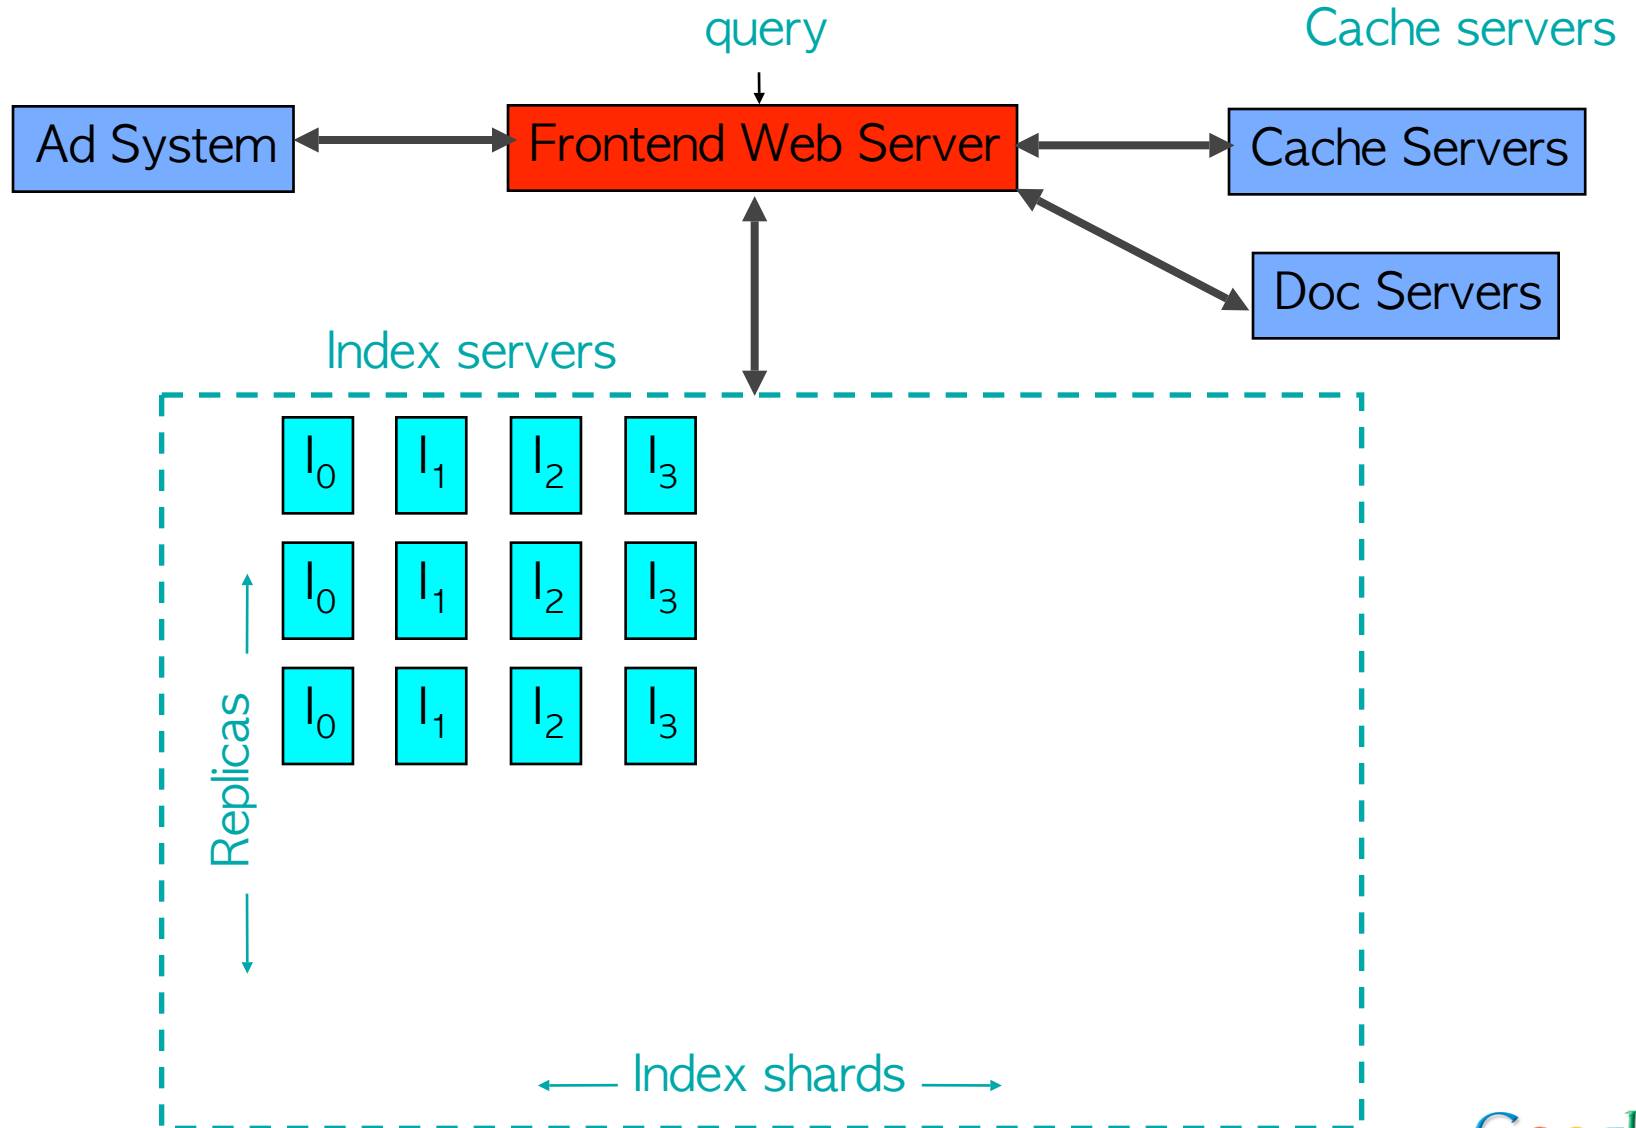 query
Cache servers
Ad System
Frontend Web Server
Cache Servers
Doc Servers
Index servers
I0 I1 I2 I3
I0 I1 I2 I3
I0 I1 I2 I3
Replicas
Index shards